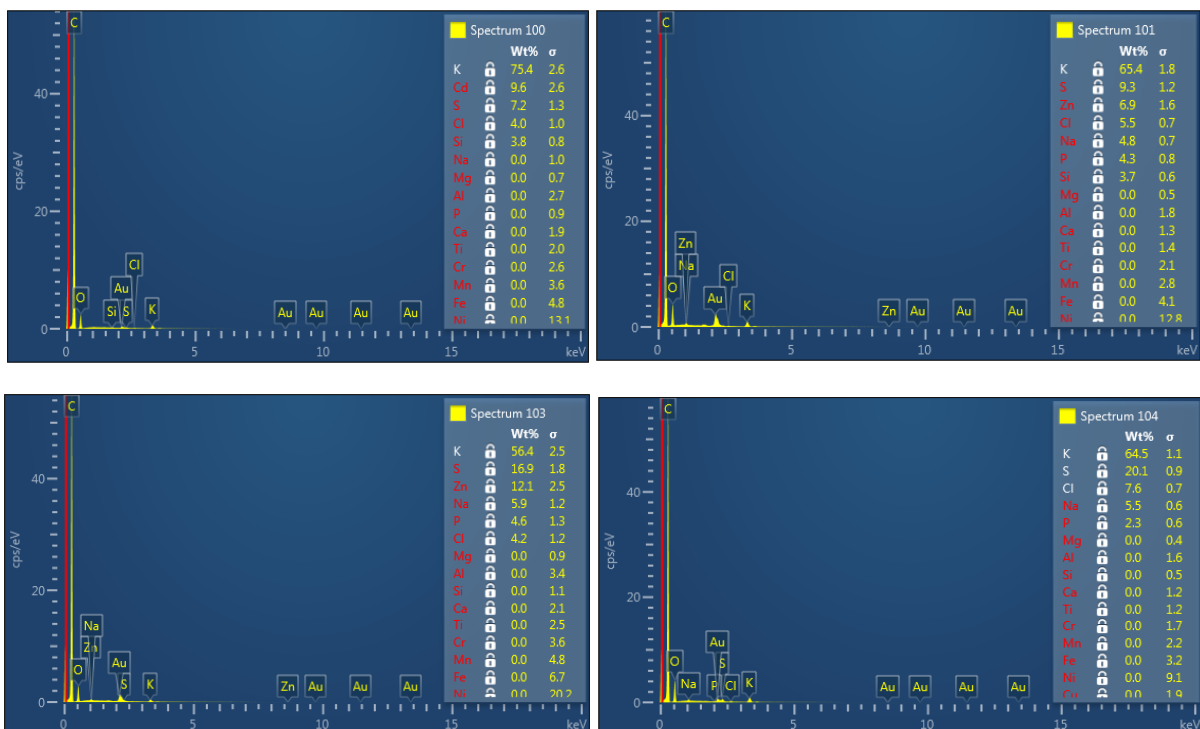 Spectrum 100
Wt% σ
K 75.4 2.6
Cd 9.6 2.6
S 7.2 1.3
Cl 4.0 1.0
Si 3.8 0.8
Na 0.0 1.0
Mg 0.0 0.7
Al 0.0 2.7
P 0.0 0.9
Ca 0.0 1.9
Ti 0.0 2.0
Cr 0.0 2.6
Mn 0.0 3.6
Fe 0.0 4.8
Ni 0.0 13.1
cps/eV
40
20
0
C
O
Si
Au
S
Cl
K
Au
Au
Au
Au
0 5 10 15 keV
Spectrum 101
Wt% σ
K 65.4 1.8
S 9.3 1.2
Zn 6.9 1.6
Cl 5.5 0.7
Na 4.8 0.7
P 4.3 0.8
Si 3.7 0.6
Mg 0.0 0.5
Al 0.0 1.8
Ca 0.0 1.3
Ti 0.0 1.4
Cr 0.0 2.1
Mn 0.0 2.8
Fe 0.0 4.1
Ni 0.0 12.8
cps/eV
40
20
0
C
O
Zn
Na
Au
Cl
K
Zn
Au
Au
Au
0 5 10 15 keV
Spectrum 103
Wt% σ
K 56.4 2.5
S 16.9 1.8
Zn 12.1 2.5
Na 5.9 1.2
P 4.6 1.3
Cl 4.2 1.2
Mg 0.0 0.9
Al 0.0 3.4
Si 0.0 1.1
Ca 0.0 2.1
Ti 0.0 2.5
Cr 0.0 3.6
Mn 0.0 4.8
Fe 0.0 6.7
Ni 0.0 20.2
cps/eV
40
20
0
C
O
Na
Zn
Au
S
K
Zn
Au
Au
Au
0 5 10 15 keV
Spectrum 104
Wt% σ
K 64.5 1.1
S 20.1 0.9
Cl 7.6 0.7
Na 5.5 0.6
P 2.3 0.6
Mg 0.0 0.4
Al 0.0 1.6
Si 0.0 0.5
Ca 0.0 1.2
Ti 0.0 1.2
Cr 0.0 1.7
Mn 0.0 2.2
Fe 0.0 3.2
Ni 0.0 9.1
Cu 0.0 1.9
cps/eV
40
20
0
C
O
Na
P
Au
S
Cl
K
Au
Au
Au
Au
0 5 10 15 keV